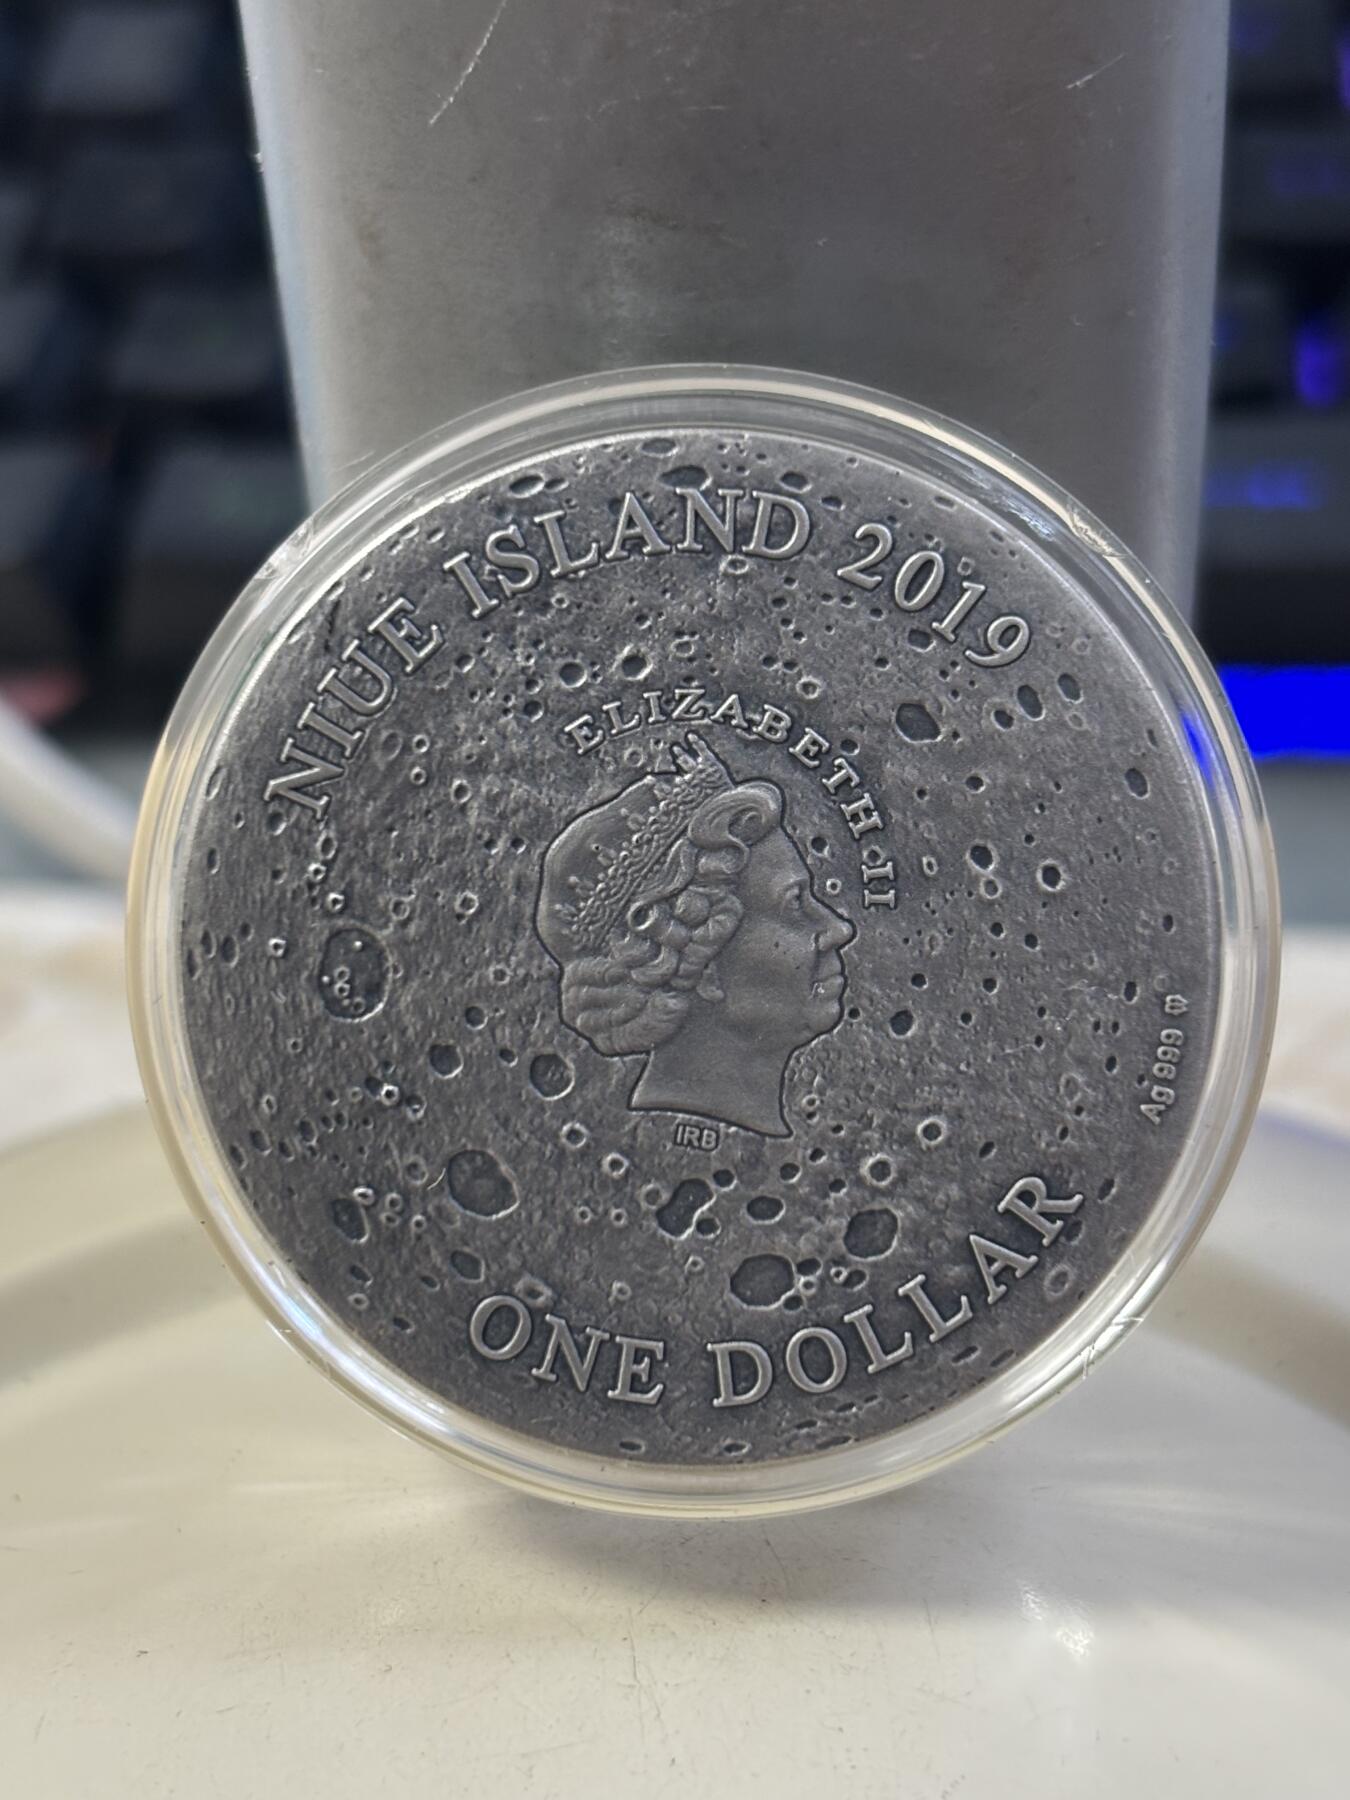 NIUE ISLAND 2019
ELIZABETH II
IRB
Ag 999
ONE DOLLAR